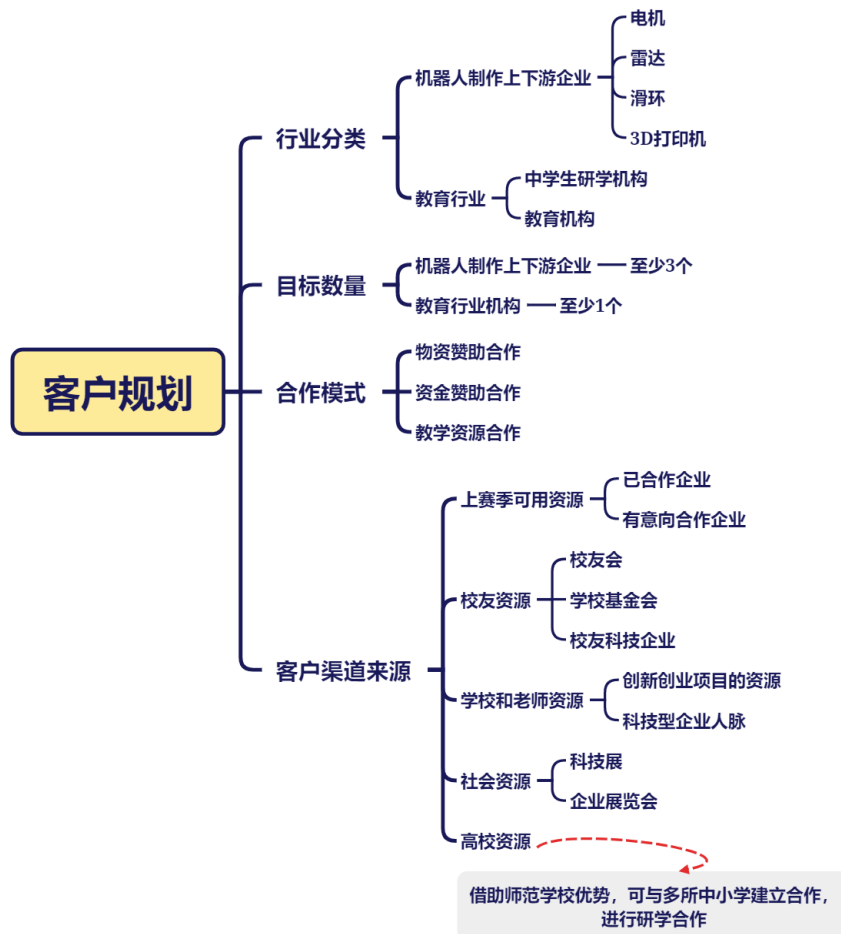 客户规划
行业分类
机器人制作上下游企业
电机
雷达
滑环
3D打印机
教育行业
中学生研学机构
教育机构
目标数量
机器人制作上下游企业
至少3个
教育行业机构
至少1个
合作模式
物资赞助合作
资金赞助合作
教学资源合作
客户渠道来源
上赛季可用资源
已合作企业
有意向合作企业
校友资源
校友会
学校基金会
校友科技企业
学校和老师资源
创新创业项目的资源
科技型企业人脉
社会资源
科技展
企业展览会
高校资源
借助师范学校优势，可与多所中小学建立合作，
进行研学合作